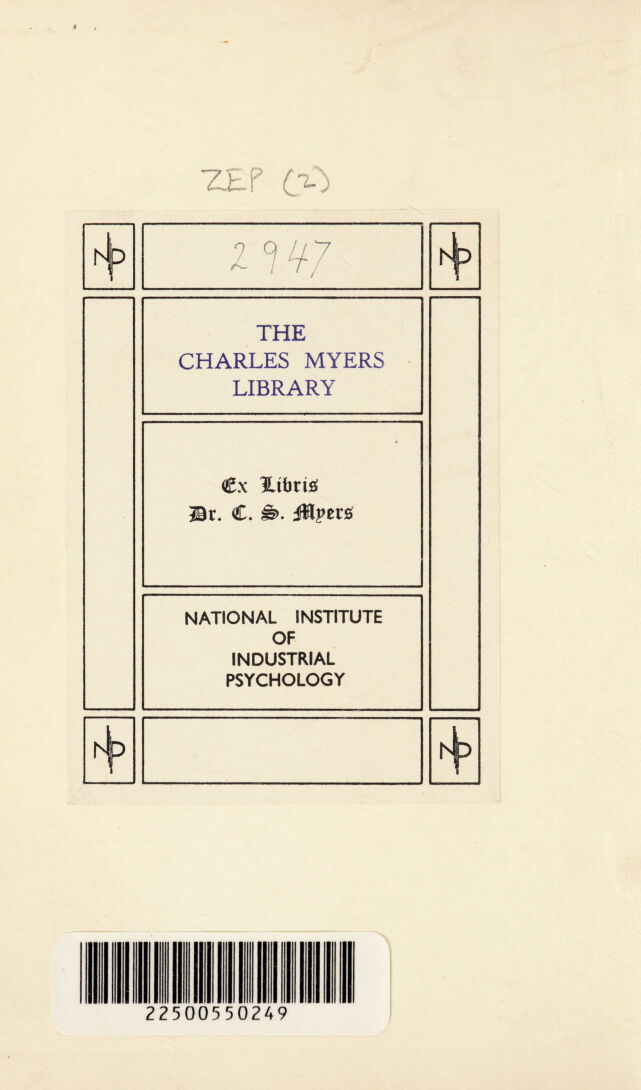 ZEP (2)
2947
THE
CHARLES MYERS
LIBRARY
Ex Libris
Dr. C. S. Myers
NATIONAL INSTITUTE
OF
INDUSTRIAL
PSYCHOLOGY
22500550249